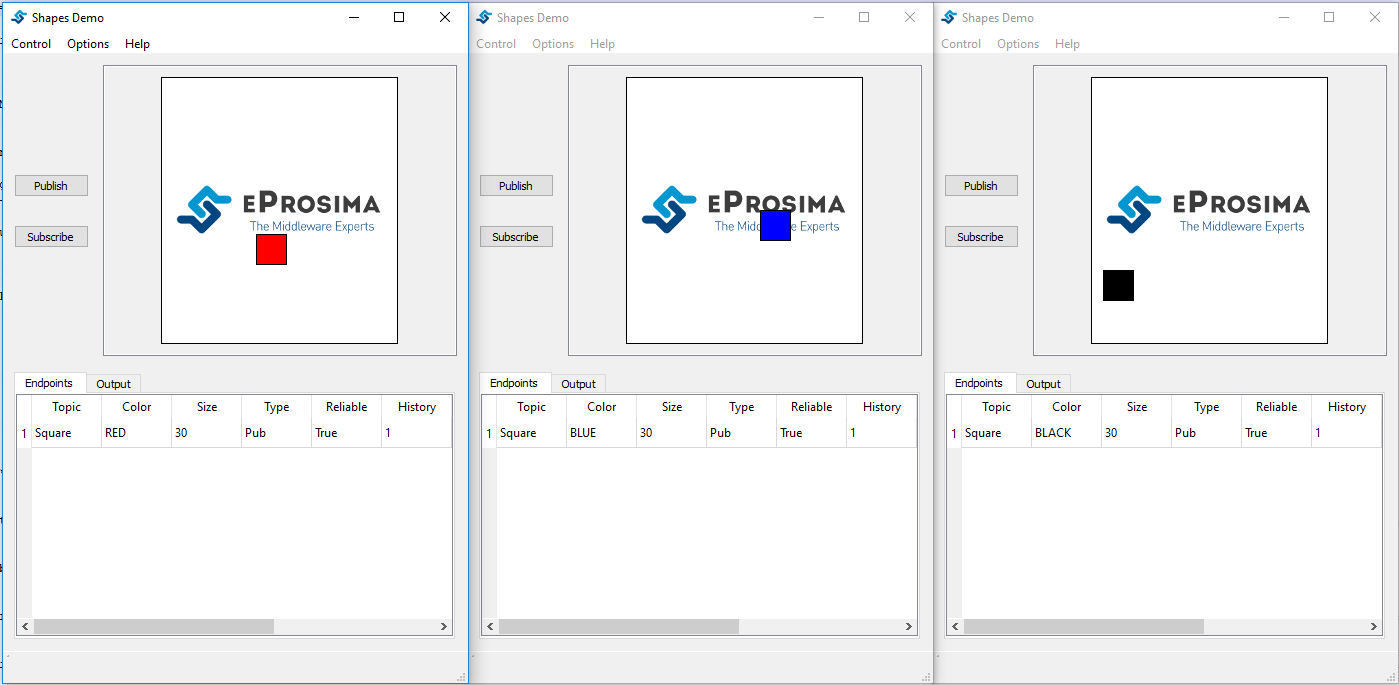 Shapes Demo
Control Options Help
Publish
Subscribe
EPROSIMA
The Middleware Experts
Endpoints Output
Topic Color Size Type Reliable History
1 Square RED 30 Pub True 1
Shapes Demo
Control Options Help
Publish
Subscribe
EPROSIMA
The Midd e Experts
Endpoints Output
Topic Color Size Type Reliable History
1 Square BLUE 30 Pub True 1
Shapes Demo
Control Options Help
Publish
Subscribe
EPROSIMA
The Middleware Experts
Endpoints Output
Topic Color Size Type Reliable History
1 Square BLACK 30 Pub True 1